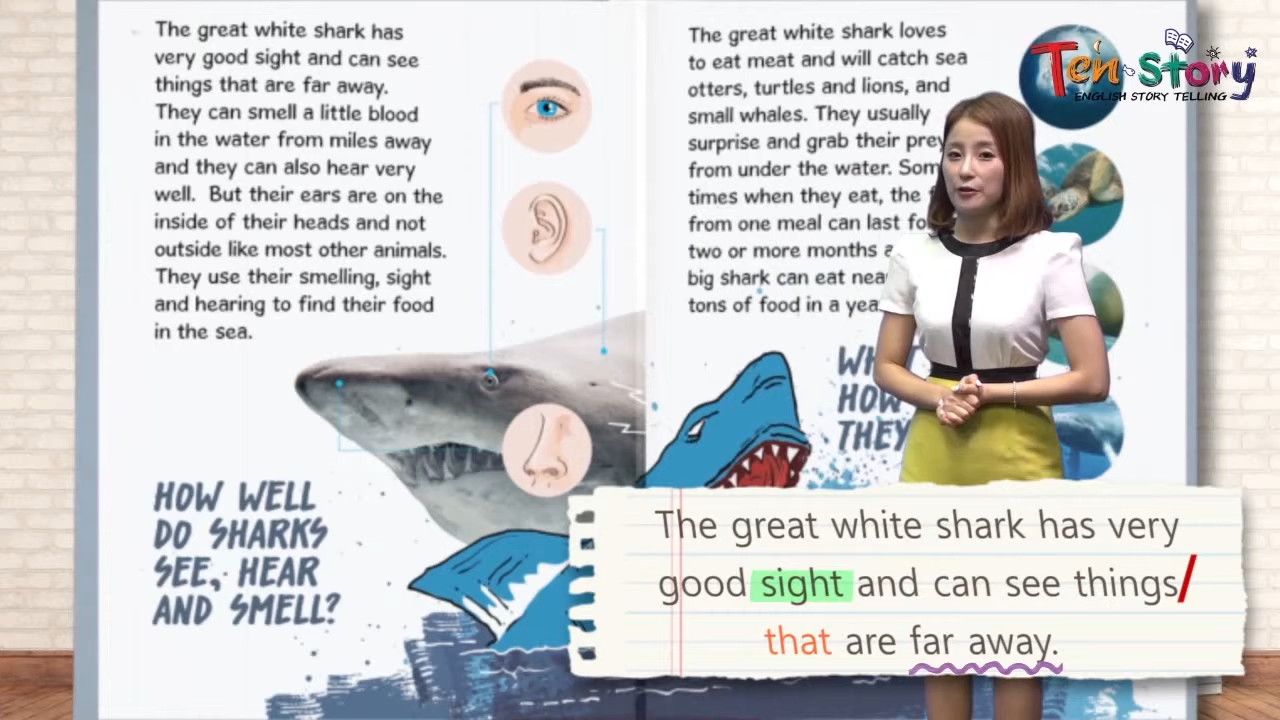 The great white shark has
very good sight and can see
things that are far away.
They can smell a little blood
in the water from miles away
and they can also hear very
well. But their ears are on the
inside of their heads and not
outside like most other animals.
They use their smelling, sight
and hearing to find their food
in the sea.
HOW WELL
DO SHARKS
SEE, HEAR
AND SMELL?
The great white shark loves
to eat meat and will catch sea
otters, turtles and lions, and
small whales. They usually
surprise and grab their prey
from under the water. Som
times when they eat, the
from one meal can last fo
two or more months
big shark can eat nea
tons of food in a yea
HOW
THEY
Ten Story
ENGLISH STORY TELLING
The great white shark has very
good sight and can see things/
that are far away.